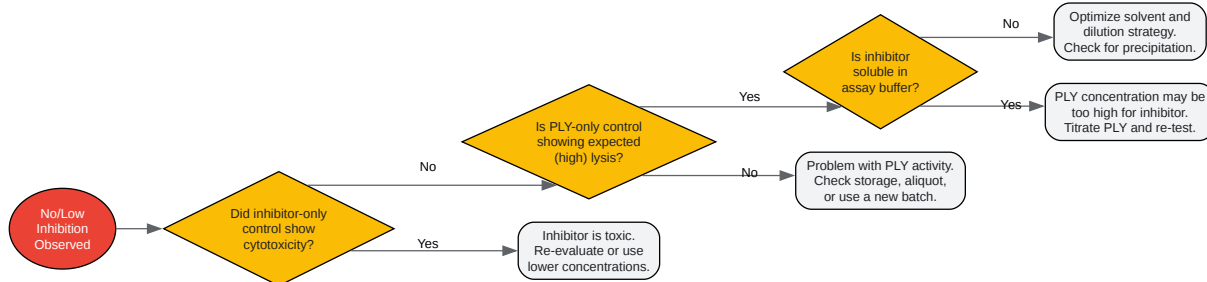 No/Low
Inhibition
Observed
Did inhibitor-only
control show
cytotoxicity?
No
Yes
Inhibitor is toxic.
Re-evaluate or use
lower concentrations.
Is PLY-only control
showing expected
(high) lysis?
Yes
No
Problem with PLY activity.
Check storage, aliquot,
or use a new batch.
Is inhibitor
soluble in
assay buffer?
No
Yes
Optimize solvent and
dilution strategy.
Check for precipitation.
PLY concentration may be
too high for inhibitor.
Titrate PLY and re-test.